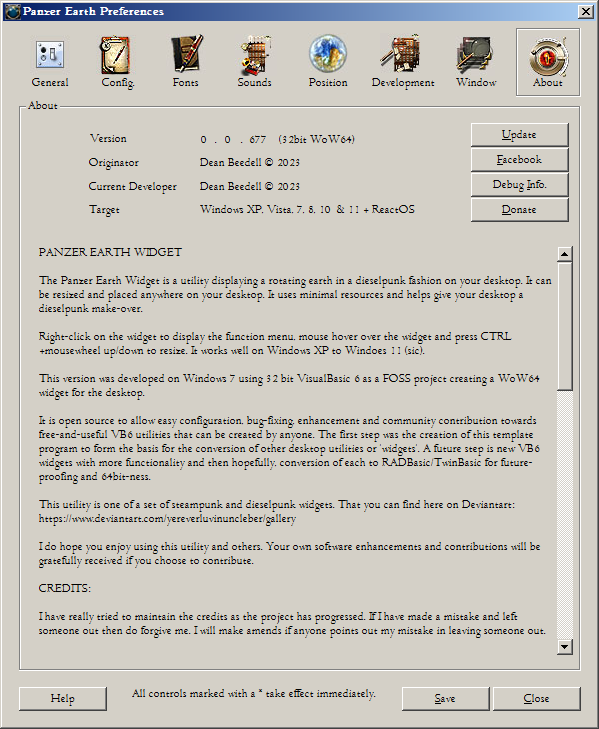 Panzer Earth Preferences
General Config. Fonts Sounds Position Development Window About
About
Version 0 . 0 . 677 (32bit WoW64)
Originator Dean Beedell © 2023
Current Developer Dean Beedell © 2023
Target Windows XP, Vista, 7, 8, 10 & 11 + ReactOS
Update
Facebook
Debug Info.
Donate
PANZER EARTH WIDGET
The Panzer Earth Widget is a utility displaying a rotating earth in a dieselpunk fashion on your desktop. It can
be resized and placed anywhere on your desktop. It uses minimal resources and helps give your desktop a
dieselpunk make-over.
Right-click on the widget to display the function menu, mouse hover over the widget and press CTRL
+mousewheel up/down to resize. It works well on Windows XP to Windoes 11 (sic).
This version was developed on Windows 7 using 32 bit VisualBasic 6 as a FOSS project creating a WoW64
widget for the desktop.
It is open source to allow easy configuration, bug-fixing, enhancement and community contribution towards
free-and-useful VB6 utilities that can be created by anyone. The first step was the creation of this template
program to form the basis for the conversion of other desktop utilities or 'widgets'. A future step is new VB6
widgets with more functionality and then hopefully, conversion of each to RADBasic/TwinBasic for future-
proofing and 64bit-ness.
This utility is one of a set of steampunk and dieselpunk widgets. That you can find here on Deviantart:
https://www.deviantart.com/yereverluvinuncleber/gallery
I do hope you enjoy using this utility and others. Your own software enhancements and contributions will be
gratefully received if you choose to contribute.
CREDITS:
I have really tried to maintain the credits as the project has progressed. If I have made a mistake and left
someone out then do forgive me. I will make amends if anyone points out my mistake in leaving someone out.
Help All controls marked with a * take effect immediately. Save Close